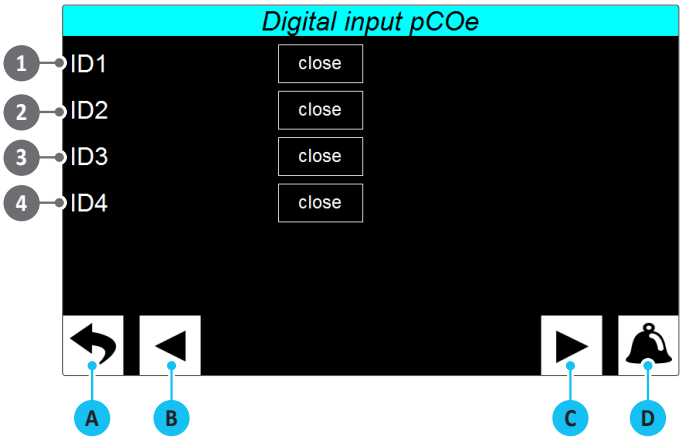 Digital input pCOe
1 ID1 close
2 ID2 close
3 ID3 close
4 ID4 close
A B C D